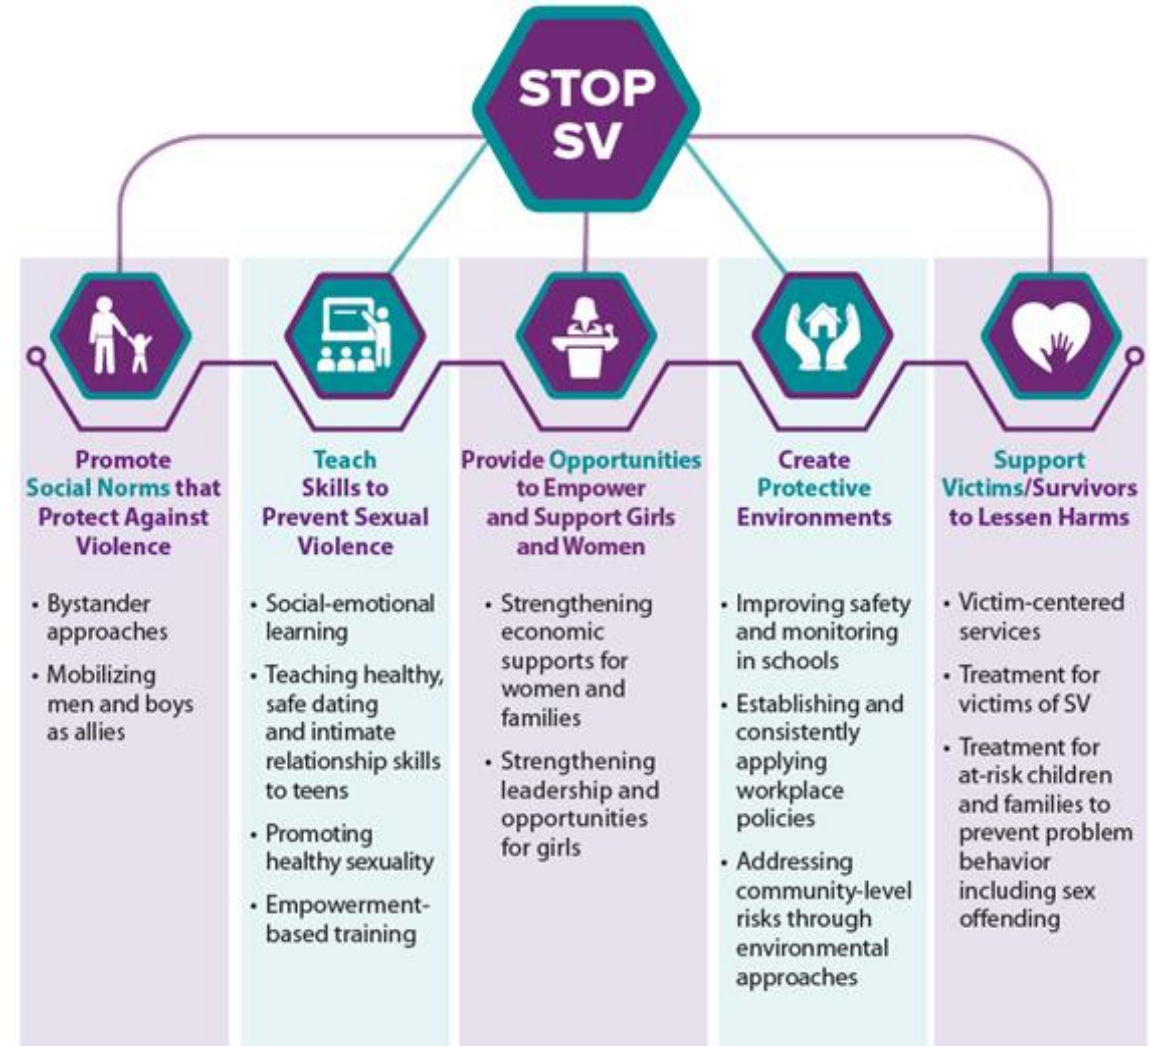 STOP
SV
Promote
Social Norms that
Protect Against
Violence
• Bystander
approaches
• Mobilizing
men and boys
as allies
Teach
Skills to
Prevent Sexual
Violence
• Social-emotional
learning
• Teaching healthy,
safe dating
and intimate
relationship skills
to teens
• Promoting
healthy sexuality
• Empowerment-
based training
Provide Opportunities
to Empower
and Support Girls
and Women
• Strengthening
economic
supports for
women and
families
• Strengthening
leadership and
opportunities
for girls
Create
Protective
Environments
• Improving safety
and monitoring
in schools
• Establishing and
consistently
applying
workplace
policies
• Addressing
community-level
risks through
environmental
approaches
Support
Victims/Survivors
to Lessen Harms
• Victim-centered
services
• Treatment for
victims of SV
• Treatment for
at-risk children
and families to
prevent problem
behavior
including sex
offending